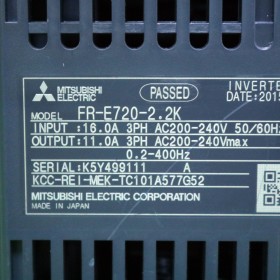 MITSUBISHI
ELECTRIC
PASSED
INVERTE
DATE:201
MODEL FR-E720-2.2K
INPUT :16.0A 3PH AC200-240V 50/60H
OUTPUT:11.0A 3PH AC200-240Vmax
0.2-400Hz
SERIAL:K5Y499111 A
KCC-REI-MEK-TC101A577G52
MITSUBISHI ELECTRIC CORPORATION
MADE IN JAPAN